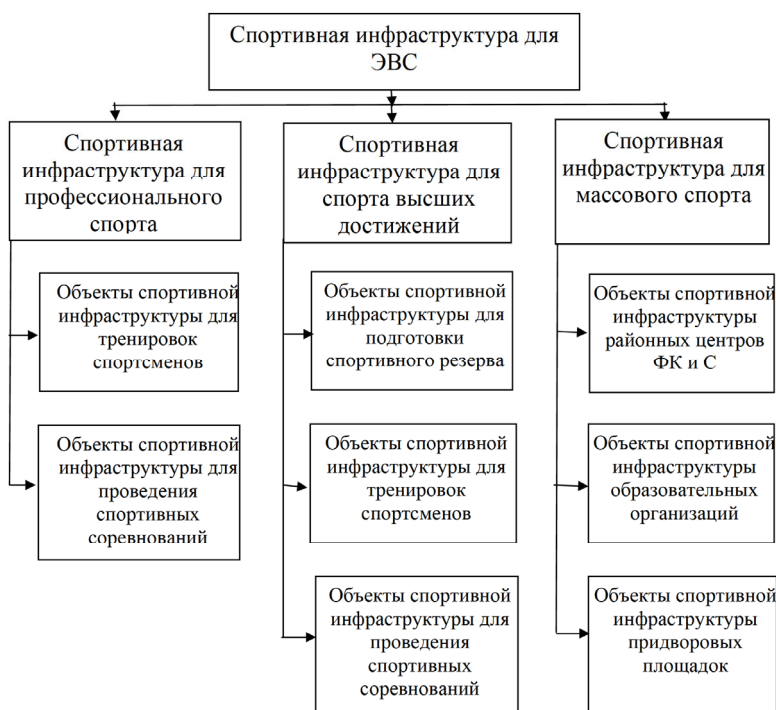 Спортивная инфраструктура для
ЭВС
Спортивная
инфраструктура для
профессионального
спорта
Объекты спортивной
инфраструктуры для
тренировок
спортсменов
Объекты спортивной
инфраструктуры для
проведения
спортивных
соревнований
Спортивная
инфраструктура для
спорта высших
достижений
Объекты спортивной
инфраструктуры для
подготовки
спортивного резерва
Объекты спортивной
инфраструктуры для
тренировок
спортсменов
Объекты спортивной
инфраструктуры для
проведения
спортивных
соревнований
Спортивная
инфраструктура для
массового спорта
Объекты спортивной
инфраструктуры
районных центров
ФК и С
Объекты спортивной
инфраструктуры
образовательных
организаций
Объекты спортивной
инфраструктуры
придворовых
площадок